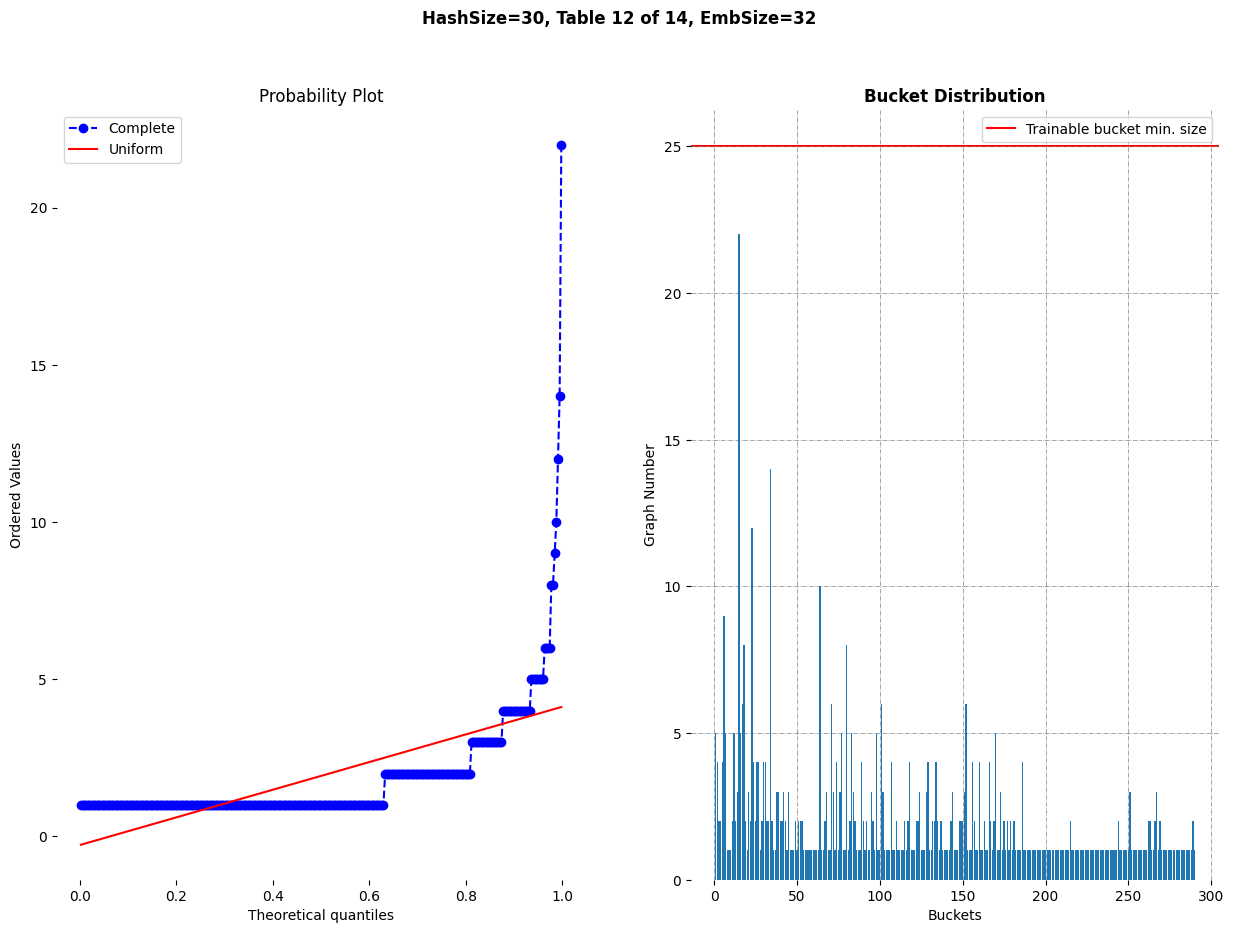 HashSize=30, Table 12 of 14, EmbSize=32
Probability Plot
Complete
Uniform
20
15
10
5
0
Ordered Values
0.0 0.2 0.4 0.6 0.8 1.0
Theoretical quantiles
Bucket Distribution
Trainable bucket min. size
25
20
15
10
5
0
Graph Number
0 50 100 150 200 250 300
Buckets